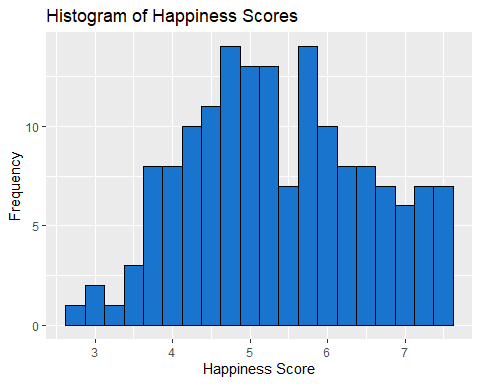 Histogram of Happiness Scores
Frequency
10
5
0
3 4 5 6 7
Happiness Score